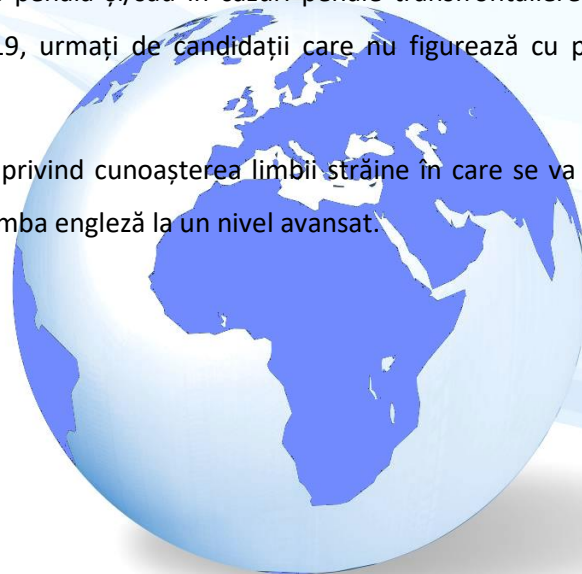 penală și/sau în cazuri penale transfrontaliere
19, urmați de candidații care nu figurează cu p
privind cunoașterea limbii străine în care se va
mba engleză la un nivel avansat.